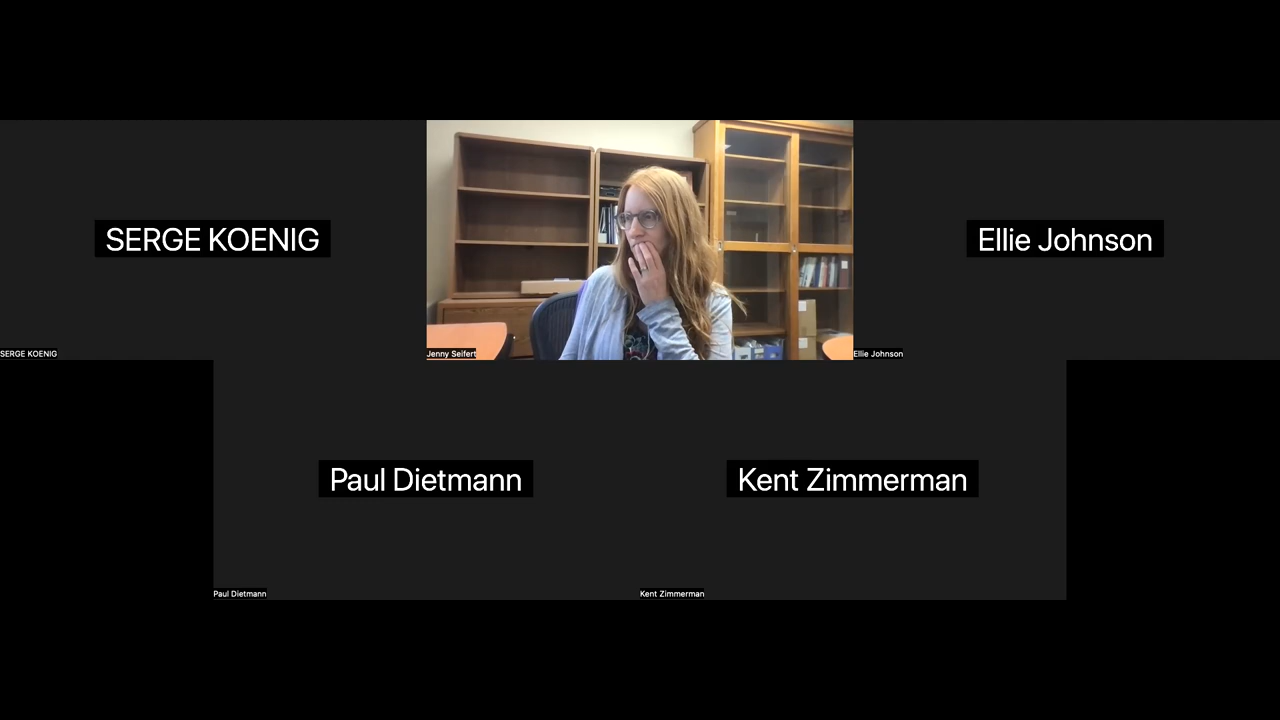 SERGE KOENIG
Ellie Johnson
SERGE KOENIG
Jenny Seifert
Ellie Johnson
Paul Dietmann
Kent Zimmerman
Paul Dietmann
Kent Zimmerman